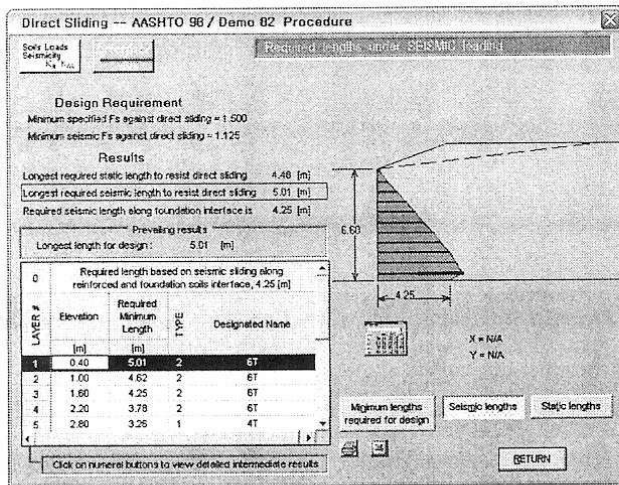 Direct Sliding -- AASHTO 98 / Demo 82 Procedure
Soils Loads
Seismicity
Required lengths under SEISMIC loading
Design Requirement
Minimum specified Fs against direct sliding = 1.500
Minimum seismic Fs against direct sliding = 1.125
Results
Longest required static length to resist direct sliding 4.48 [m]
Longest required seismic length to resist direct sliding 5.01 [m]
Required seismic length along foundation interface is 4.25 [m]
Prevailing results
Longest length for design: 5.01 [m]
0 Required length based on seismic sliding along
reinforced and foundation soils interface, 4.25 [m]
LAYER # Elevation [m] Required Minimum Length [m] TYPE Designated Name
1 0.40 5.01 2 6T
2 1.00 4.62 2 6T
3 1.60 4.25 2 6T
4 2.20 3.78 2 6T
5 2.80 3.26 1 4T
Click on numeral buttons to view detailed intermediate results
6.60
4.25
X = N/A
Y = N/A
Minimum lengths
required for design
Seismic lengths
Static lengths
RETURN